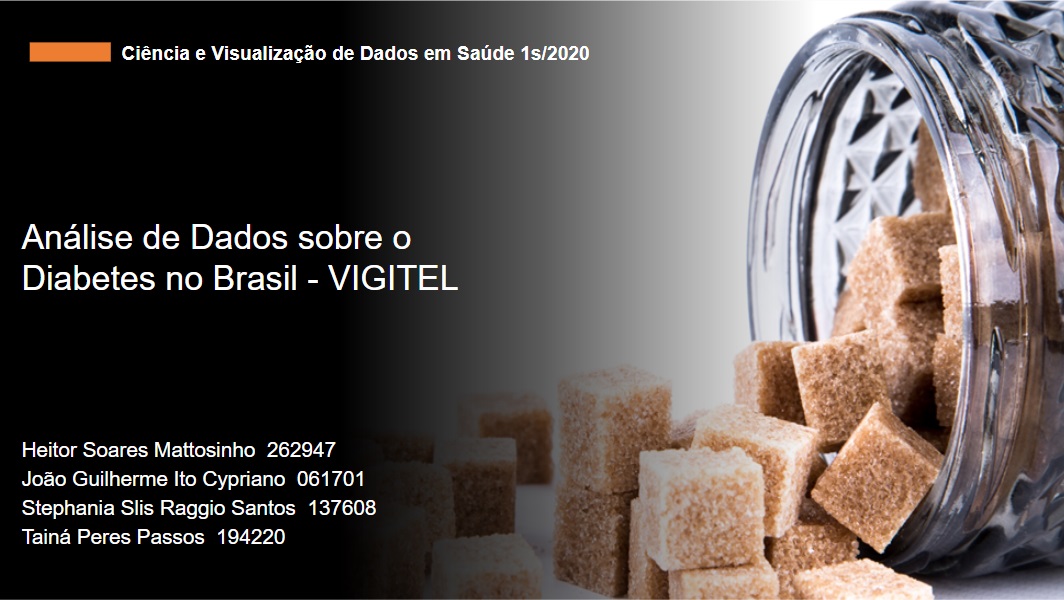 Ciência e Visualização de Dados em Saúde 1s/2020
Análise de Dados sobre o
Diabetes no Brasil - VIGITEL
Heitor Soares Mattosinho 262947
João Guilherme Ito Cypriano 061701
Stephania Slis Raggio Santos 137608
Tainá Peres Passos 194220